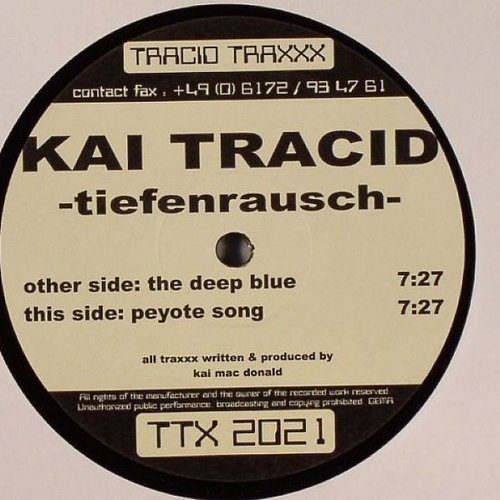 TRACID TRAXXX
contact fax : +49 (0) 6172 / 93 47 61
KAI TRACID
-tiefenrausch-
other side: the deep blue 7:27
this side: peyote song 7:27
all traxxx written & produced by
kai mac donald
All rights of the manufacturer and the owner of the recorded work reserved
Unauthorized public performance broadcasting and copying prohibited GEMA
TTX 2021